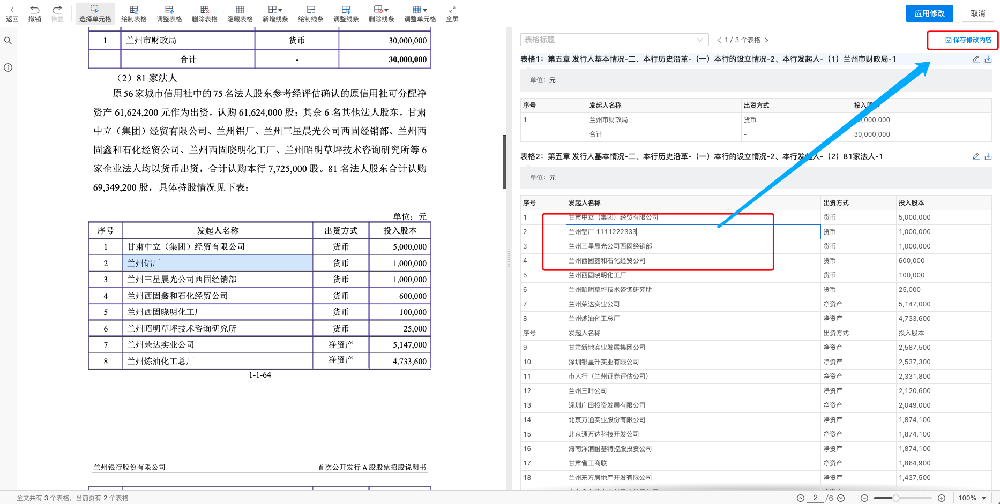 返回 撤销 恢复 选择单元格 绘制表格 调整表格 删除表格 隐藏表格 新增线条 绘制线条 调整线条 删除线条 调整单元格 全屏 应用修改 取消
1 兰州市财政局 货币 30,000,000
合计 - 30,000,000
（2）81 家法人
原 56 家城市信用社中的 75 名法人股东参考经评估确认的原信用社可分配净
资产 61,624,200 元作为出资，认购 61,624,000 股；其余 6 名其他法人股东，甘肃
中立（集团）经贸有限公司、兰州铝厂、兰州三星晨光公司西固经销部、兰州西
固鑫和石化经贸公司、兰州西固晓明化工厂、兰州昭明草坪技术咨询研究所等 6
家企业法人均以货币出资，合计认购本行 7,725,000 股。81 名法人股东合计认购
69,349,200 股，具体持股情况见下表：
单位：元
序号 发起人名称 出资方式 投入股本
1 甘肃中立（集团）经贸有限公司 货币 5,000,000
2 兰州铝厂 货币 1,000,000
3 兰州三星晨光公司西固经销部 货币 1,000,000
4 兰州西固鑫和石化经贸公司 货币 600,000
5 兰州西固晓明化工厂 货币 100,000
6 兰州昭明草坪技术咨询研究所 货币 25,000
7 兰州荣达实业公司 净资产 5,147,000
8 兰州炼油化工总厂 净资产 4,733,600
1-1-64
兰州银行股份有限公司 首次公开发行 A 股股票招股说明书
表格标题 1 / 3 个表格 保存修改内容
表格1：第五章 发行人基本情况-二、本行历史沿革-（一）本行的设立情况-2、本行发起人-（1）兰州市财政局-1
单位：元
序号 发起人名称 出资方式 投入股本
1 兰州市财政局 货币 30,000,000
合计 - 30,000,000
表格2：第五章 发行人基本情况-二、本行历史沿革-（一）本行的设立情况-2、本行发起人-（2）81家法人-1
单位：元
序号 发起人名称 出资方式 投入股本
1 甘肃中立（集团）经贸有限公司 货币 5,000,000
2 兰州铝厂 1111222333 货币 1,000,000
3 兰州三星晨光公司西固经销部 货币 1,000,000
4 兰州西固鑫和石化经贸公司 货币 600,000
5 兰州西固晓明化工厂 货币 100,000
6 兰州昭明草坪技术咨询研究所 货币 25,000
7 兰州荣达实业公司 净资产 5,147,000
8 兰州炼油化工总厂 净资产 4,733,600
序号 发起人名称 出资方式 投入股本
9 甘肃新地实业发展集团公司 净资产 2,587,500
10 深圳银星升实业有限公司 净资产 2,537,300
11 市人行（兰州证券评估公司） 净资产 2,331,800
12 兰州三叶公司 净资产 2,120,600
13 深圳广田投资发展有限公司 净资产 2,049,000
14 北京万通实业股份有限公司 净资产 1,874,100
15 北京通万达科技开发公司 净资产 1,874,100
16 海南洋浦耐基特控股投资公司 净资产 1,874,100
17 甘肃省工商联 净资产 1,864,900
18 兰州东方房地产开发有限公司 净资产 1,437,500
全文共有 3 个表格，当前页有 2 个表格 2 /6 100%